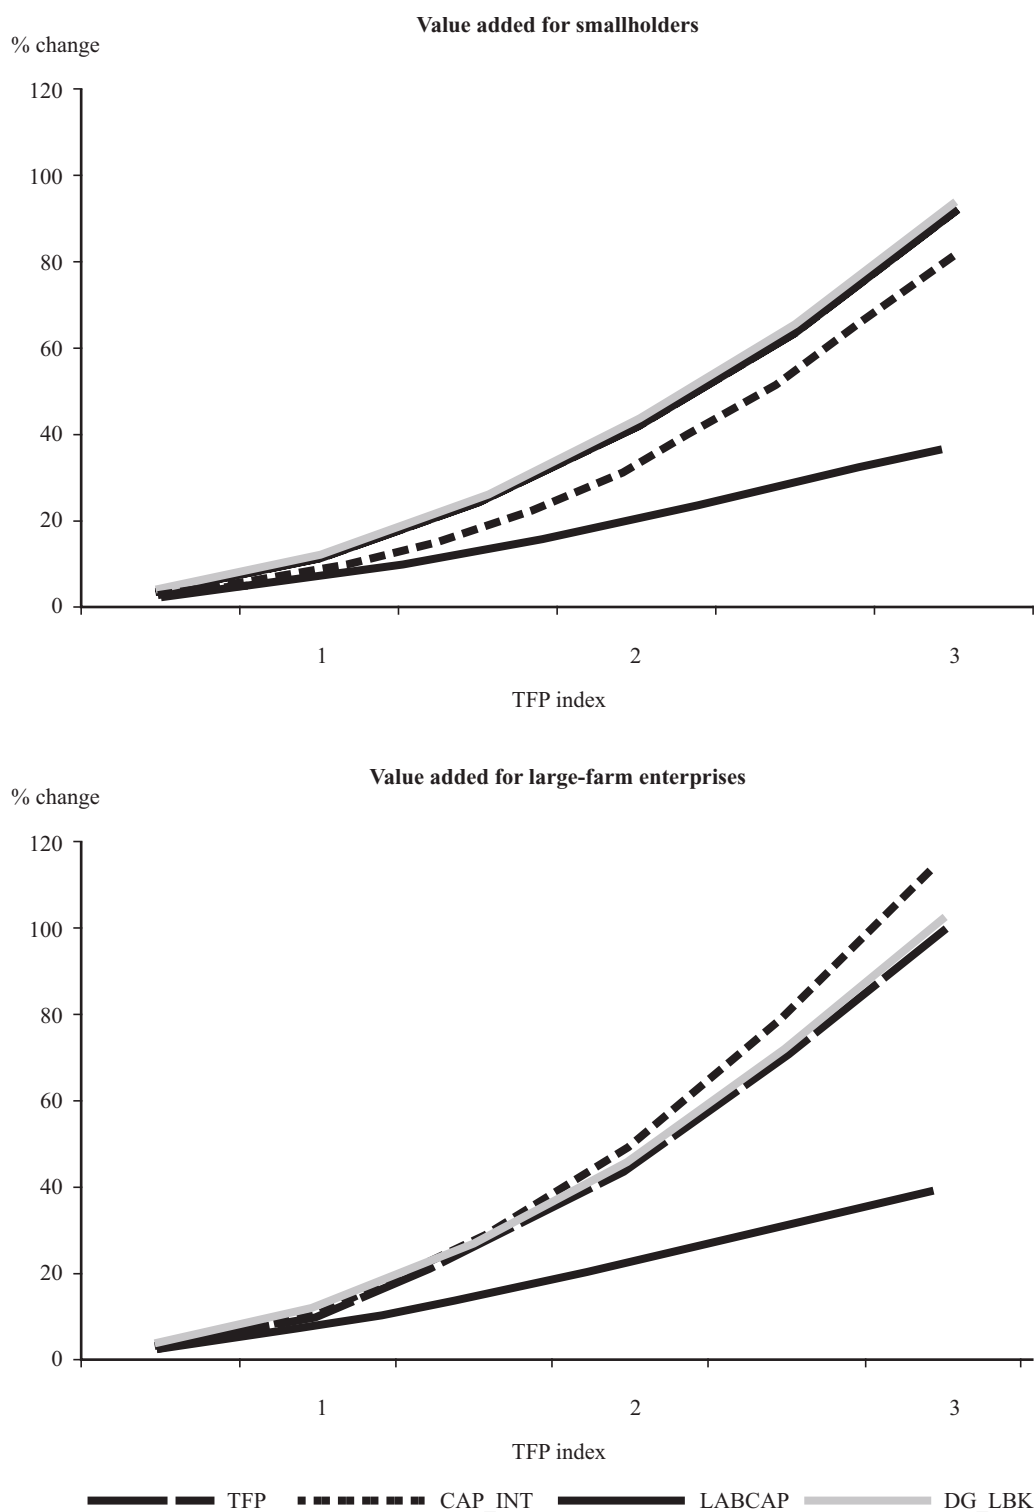 Value added for smallholders
% change
120
100
80
60
40
20
0
1 2 3
TFP index
Value added for large-farm enterprises
% change
120
100
80
60
40
20
0
1 2 3
TFP index
TFP CAP_INT LABCAP DG_LBK